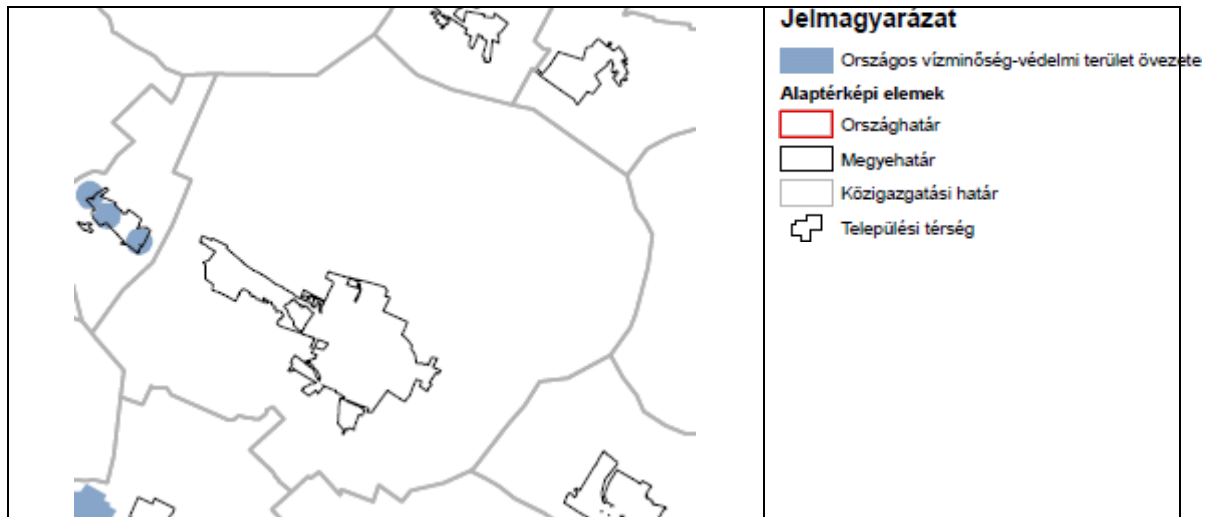 Jelmagyarázat
Országos vízminőség-védelmi terület övezete
Alaptérképi elemek
Országhatár
Megyehatár
Közigazgatási határ
Települési térség